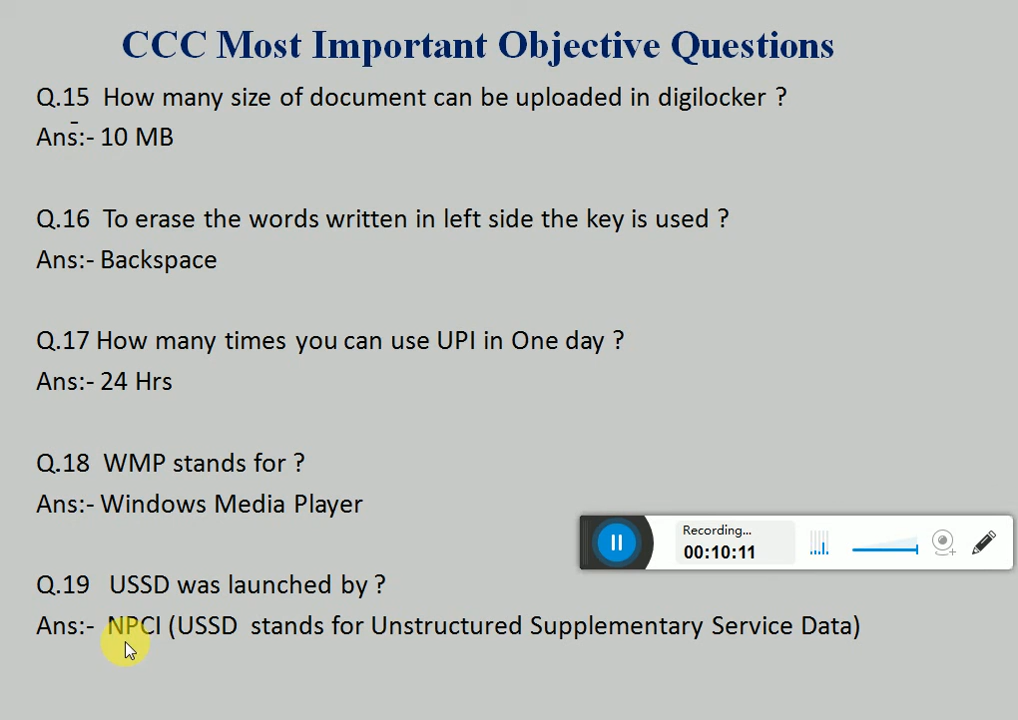 CCC Most Important Objective Questions
Q.15 How many size of document can be uploaded in digilocker ?
Ans:- 10 MB
Q.16 To erase the words written in left side the key is used ?
Ans:- Backspace
Q.17 How many times you can use UPI in One day ?
Ans:- 24 Hrs
Q.18 WMP stands for ?
Ans:- Windows Media Player
Recording...
00:10:11
Q.19 USSD was launched by ?
Ans:- NPCI (USSD stands for Unstructured Supplementary Service Data)